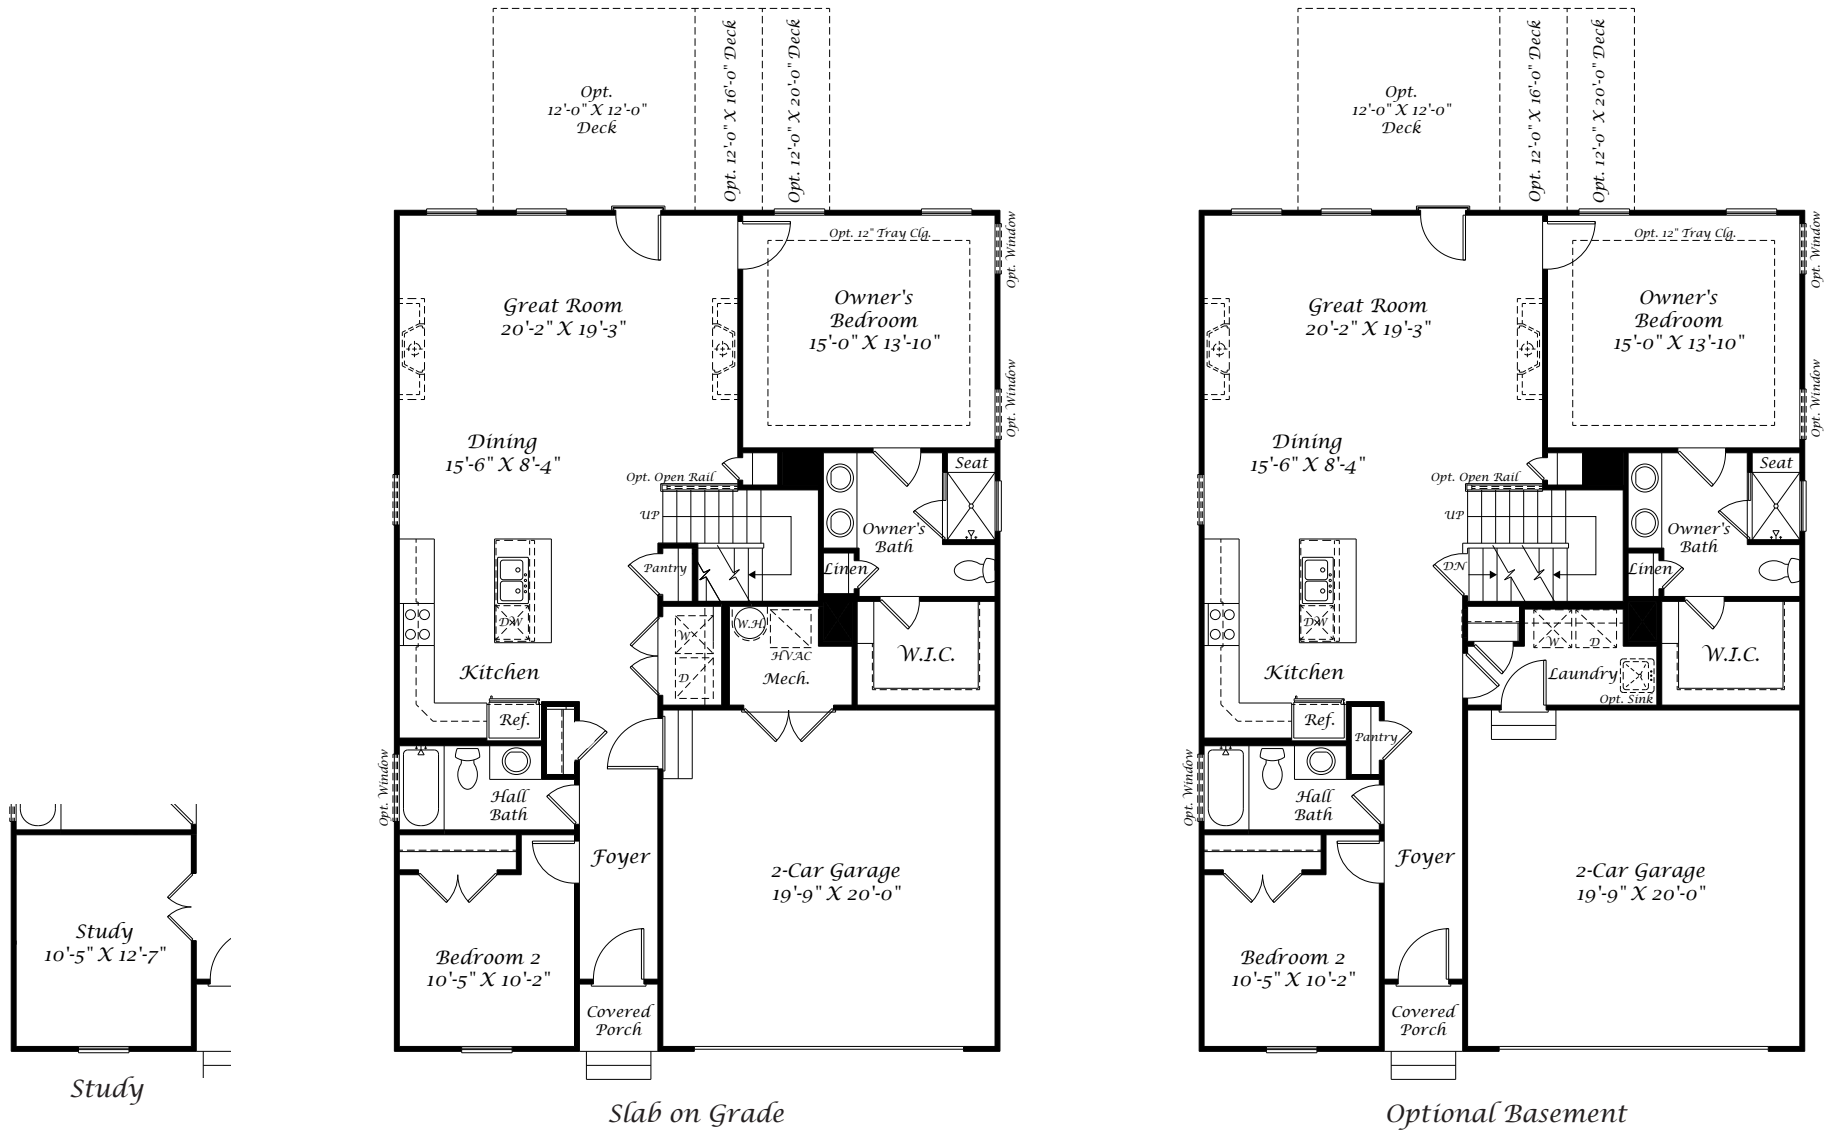 Study
10'-5" X 12'-7"
Study
Opt.
12'-0" X 12'-0"
Deck
Opt. 12'-0" X 16'-0" Deck
Opt. 12'-0" X 20'-0" Deck
Opt. 12" Tray Clg.
Opt. Window
Great Room
20'-2" X 19'-3"
Owner's
Bedroom
15'-0" X 13'-10"
Opt. Window
Dining
15'-6" X 8'-4"
Opt. Open Rail
Seat
UP
Owner's
Bath
Pantry
Linen
DW
W
W.H.
HVAC
Mech.
D
W.I.C.
Kitchen
Ref.
Opt. Window
Hall
Bath
Foyer
2-Car Garage
19'-9" X 20'-0"
Bedroom 2
10'-5" X 10'-2"
Covered
Porch
Slab on Grade
Opt.
12'-0" X 12'-0"
Deck
Opt. 12'-0" X 16'-0" Deck
Opt. 12'-0" X 20'-0" Deck
Opt. 12" Tray Clg.
Opt. Window
Great Room
20'-2" X 19'-3"
Owner's
Bedroom
15'-0" X 13'-10"
Opt. Window
Dining
15'-6" X 8'-4"
Opt. Open Rail
Seat
UP
Owner's
Bath
DN
Linen
DW
W
D
Laundry
Opt. Sink
W.I.C.
Kitchen
Ref.
Pantry
Opt. Window
Hall
Bath
Foyer
2-Car Garage
19'-9" X 20'-0"
Bedroom 2
10'-5" X 10'-2"
Covered
Porch
Optional Basement